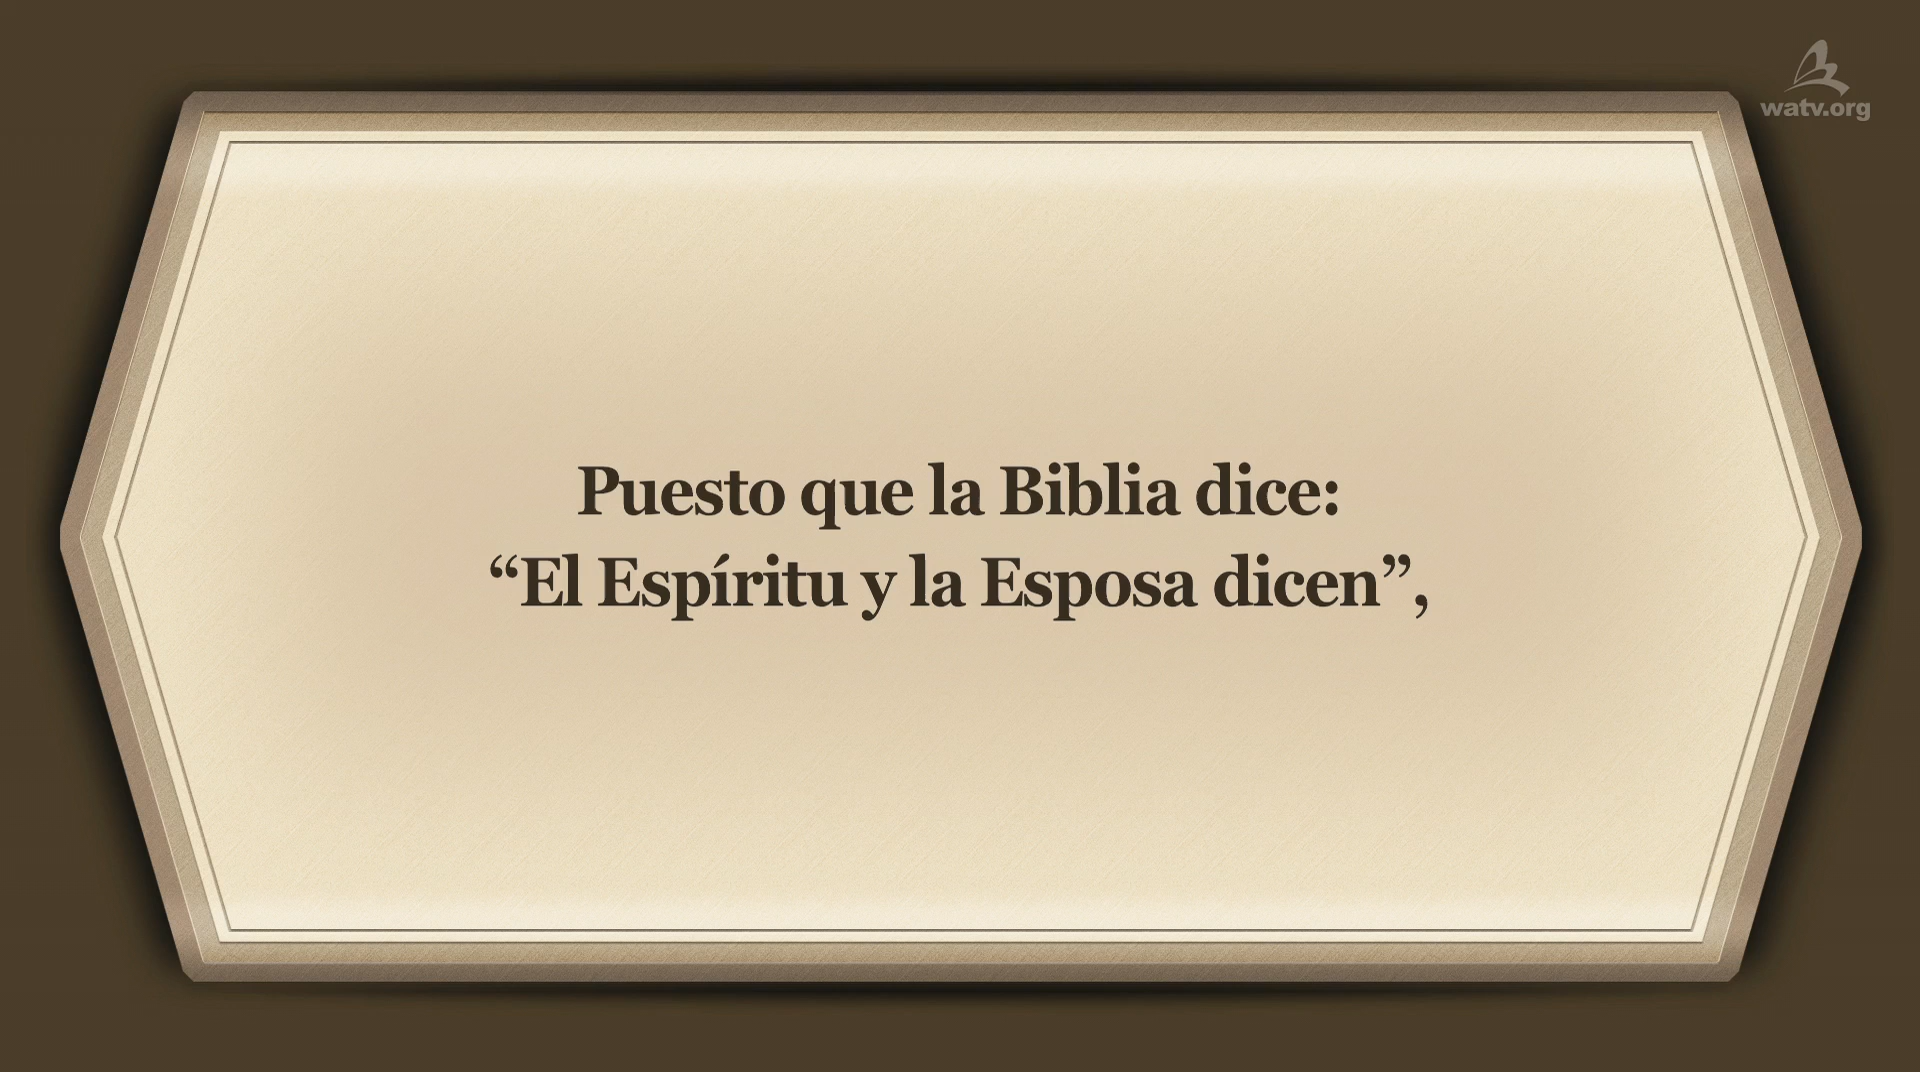 watv.org
Puesto que la Biblia dice:
“El Espíritu y la Esposa dicen”,